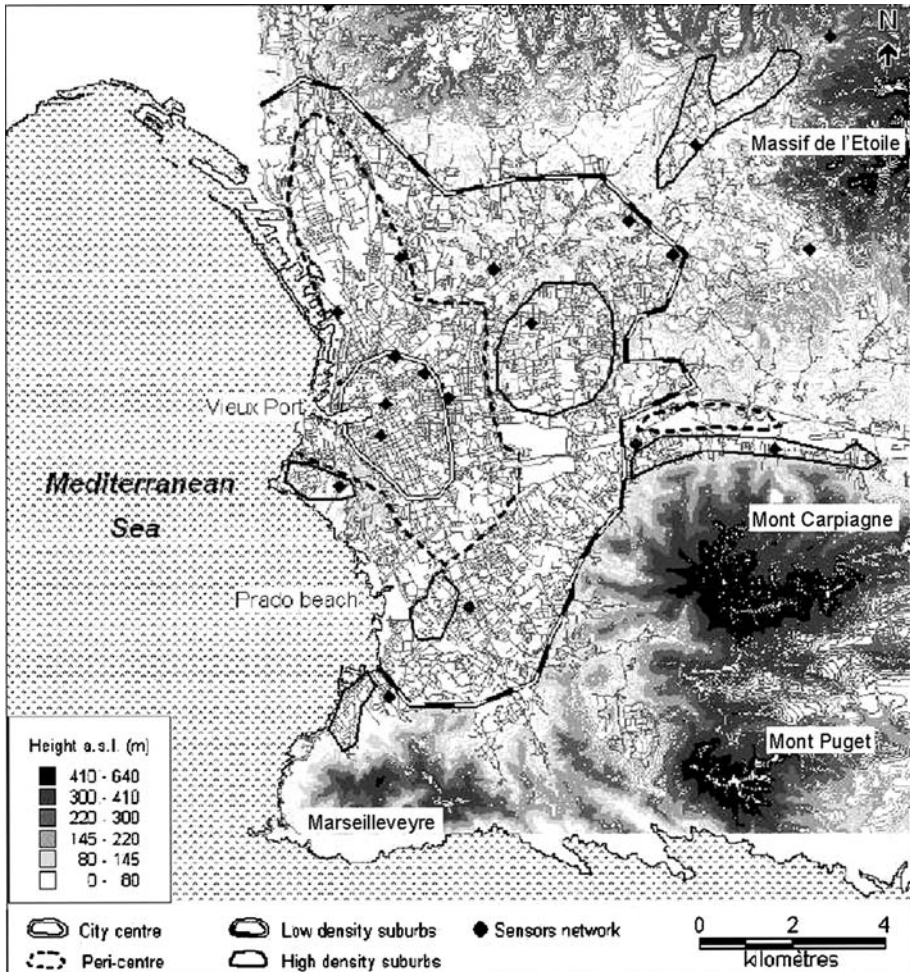 N
Massif de l'Etoile
Vieux Port
Mediterranean
Sea
Mont Carpiagne
Prado beach
Mont Puget
Marseilleveyre
Height a.s.l. (m)
410 - 640
300 - 410
220 - 300
145 - 220
80 - 145
0 - 80
City centre
Low density suburbs
Sensors network
Peri-centre
High density suburbs
0 2 4
kilomètres